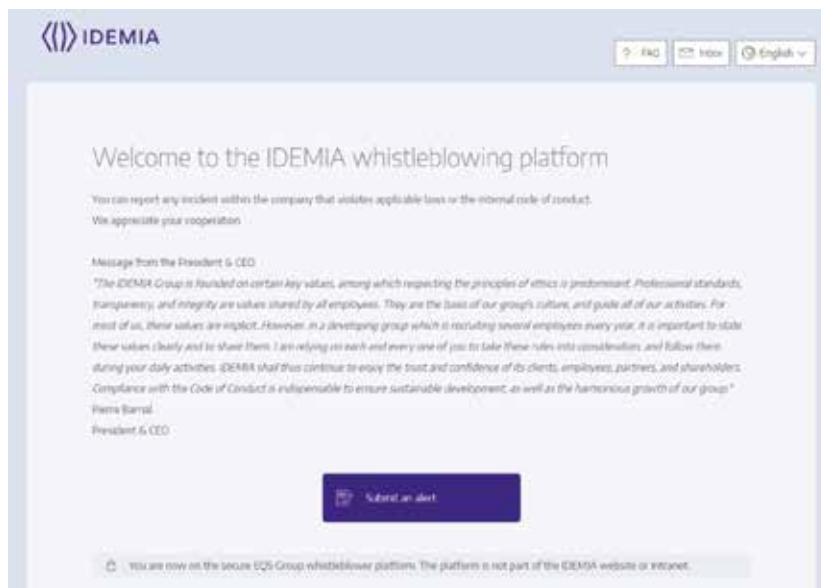 IDEMIA
? FAQ Inbox English
Welcome to the IDEMIA whistleblowing platform
You can report any incident within the company that violates applicable laws or the internal code of conduct.
We appreciate your cooperation
Message from the President & CEO
"The IDEMIA Group is founded on certain key values, among which respecting the principles of ethics is predominant. Professional standards,
transparency, and integrity are values shared by all employees. They are the basis of our group's culture, and guide all of our activities. For
most of us, these values are explicit. However, in a developing group which is recruiting several employees every year, it is important to state
these values clearly and to share them. I am relying on each and every one of you to take these rules into consideration, and follow them
during your daily activities. IDEMIA shall thus continue to enjoy the trust and confidence of its clients, employees, partners, and shareholders.
Compliance with the Code of Conduct is indispensable to ensure sustainable development, as well as the harmonious growth of our group."
Pierre Barrial
President & CEO
Submit an alert
You are now on the secure EQS Group whistleblower platform. The platform is not part of the IDEMIA website or intranet.